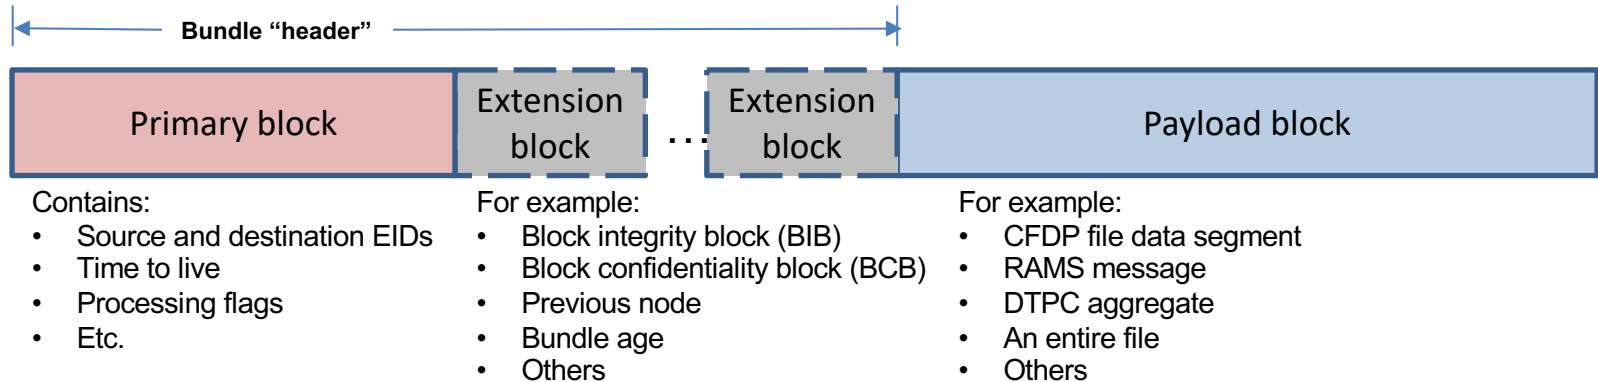 Bundle “header”
Primary block
Extension
block
...
Extension
block
Payload block
Contains:
• Source and destination EIDs
• Time to live
• Processing flags
• Etc.
For example:
• Block integrity block (BIB)
• Block confidentiality block (BCB)
• Previous node
• Bundle age
• Others
For example:
• CFDP file data segment
• RAMS message
• DTPC aggregate
• An entire file
• Others